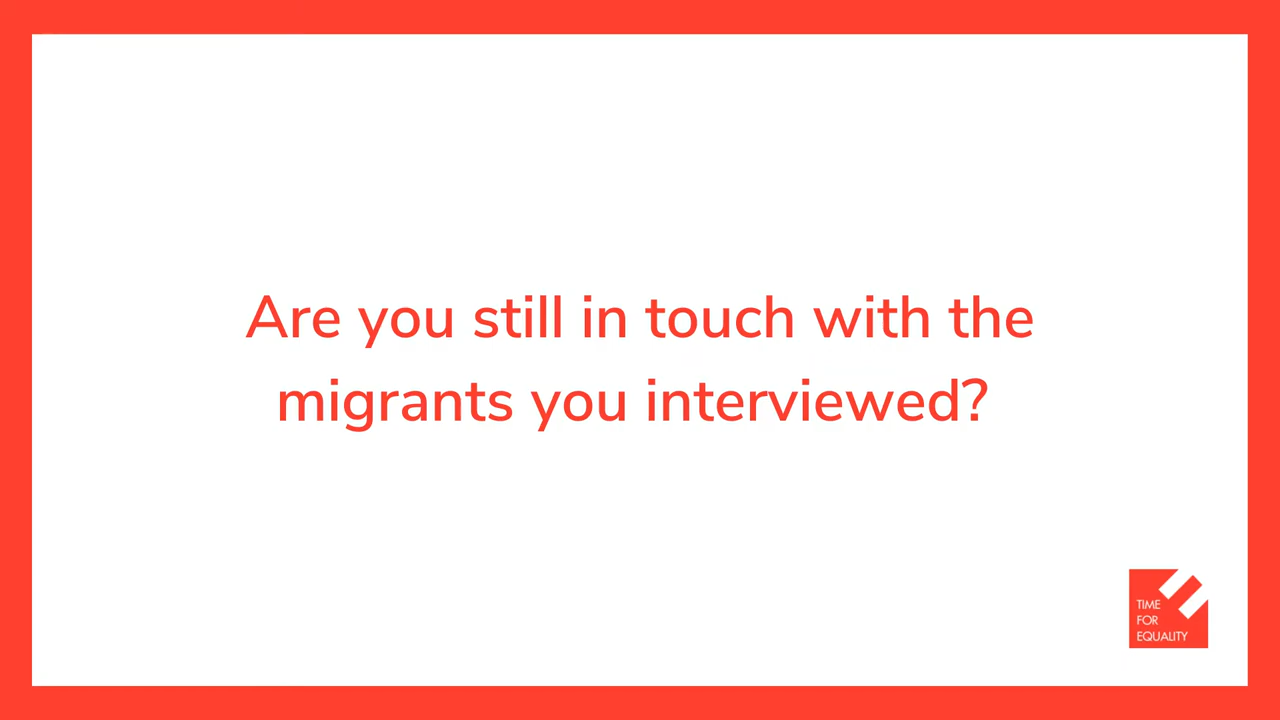 Are you still in touch with the
migrants you interviewed?
TIME
FOR
EQUALITY